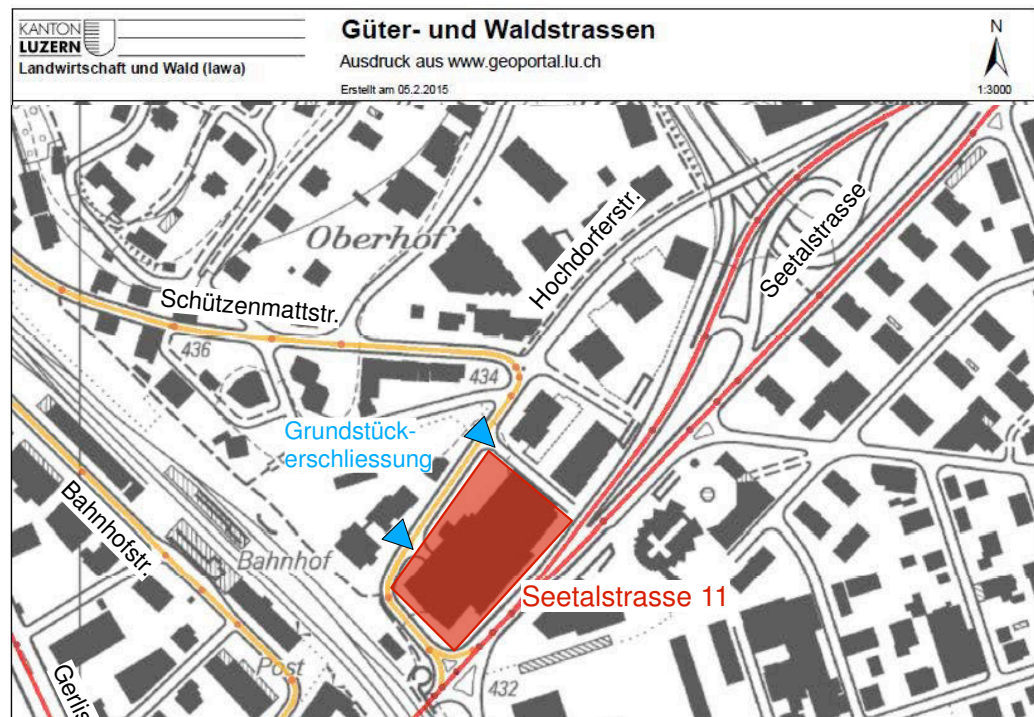 KANTON
LUZERN
Landwirtschaft und Wald (lawa)
Güter- und Waldstrassen
Ausdruck aus www.geoportal.lu.ch
Erstellt am 05.2.2015
N
1:3000
Oberhof
Hochdorferstr.
Seetalstrasse
Schützenmattstr.
436
434
Grundstück-
erschliessung
Bahnhofstr.
Bahnhof
Seetalstrasse 11
Post
432